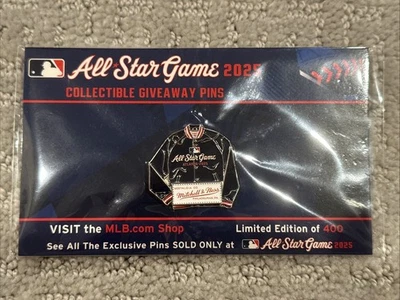 All Star Game 2025
COLLECTIBLE GIVEAWAY PINS
All Star Game
Mitchell & Ness
VISIT the MLB.com Shop
Limited Edition of 400
See All The Exclusive Pins SOLD ONLY at All Star Game 2025